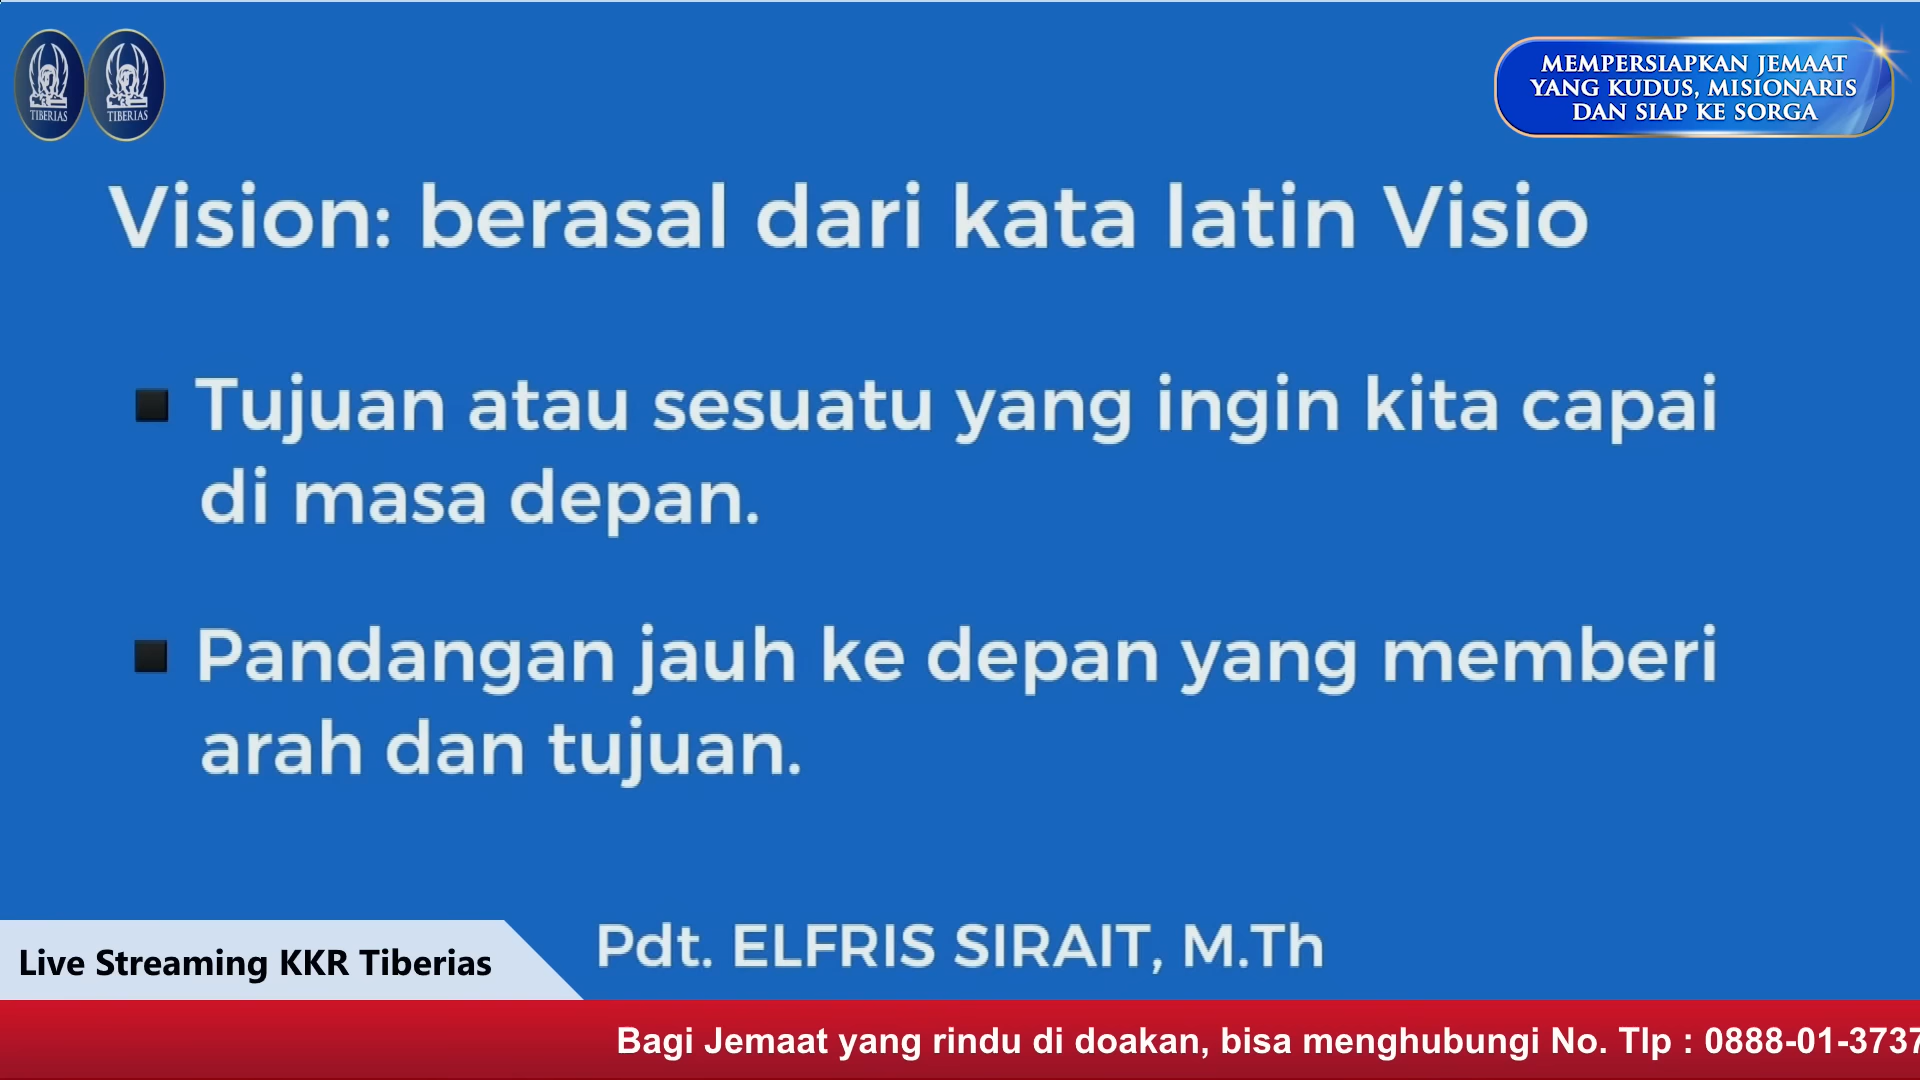 TIBERIAS
TIBERIAS
MEMPERSIAPKAN JEMAAT
YANG KUDUS, MISIONARIS
DAN SIAP KE SORGA
Vision: berasal dari kata latin Visio
▪ Tujuan atau sesuatu yang ingin kita capai
di masa depan.
▪ Pandangan jauh ke depan yang memberi
arah dan tujuan.
Pdt. ELFRIS SIRAIT, M.Th
Live Streaming KKR Tiberias
Bagi Jemaat yang rindu di doakan, bisa menghubungi No. Tlp : 0888-01-3737